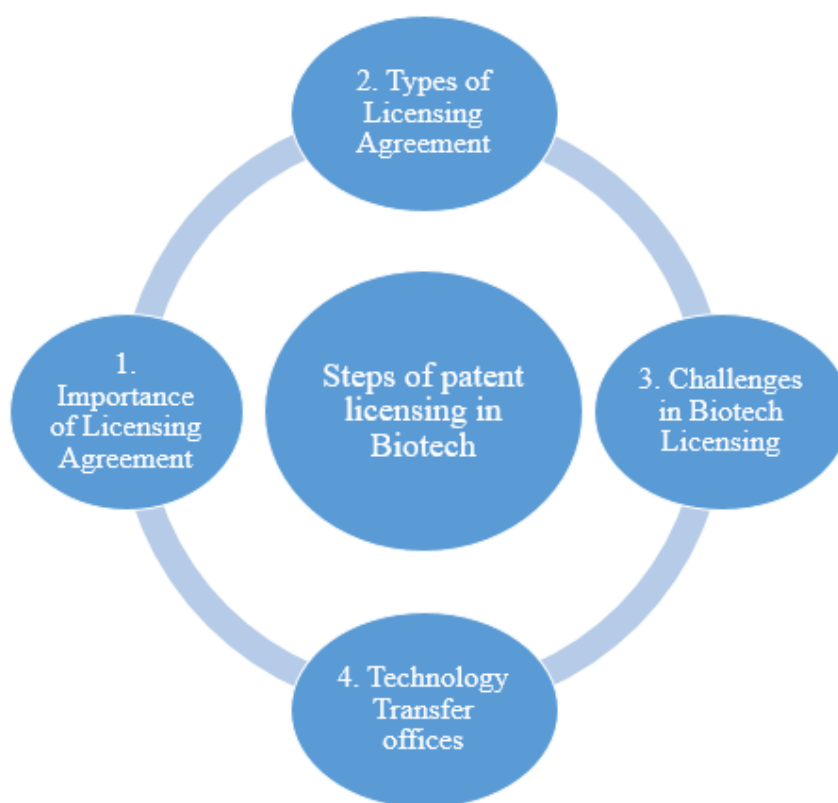 2. Types of
Licensing
Agreement
1.
Importance
of Licensing
Agreement
Steps of patent
licensing in
Biotech
3. Challenges
in Biotech
Licensing
4. Technology
Transfer
offices